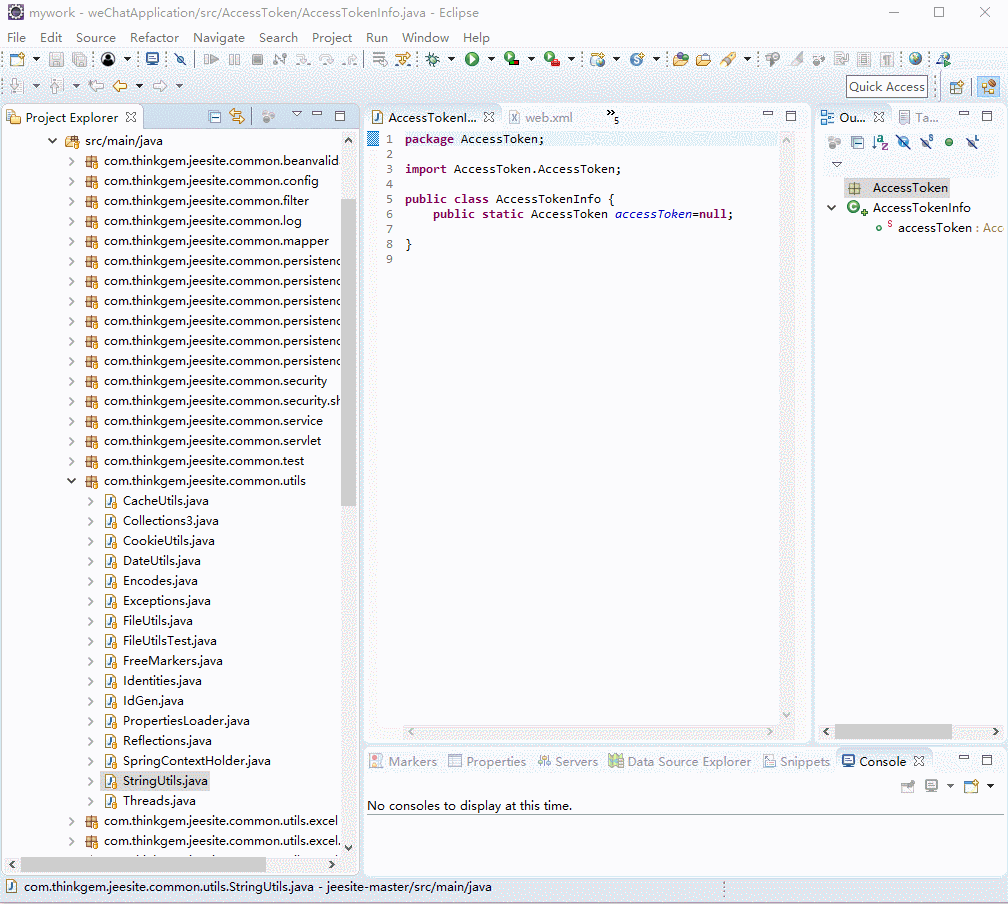 mywork - weChatApplication/src/AccessToken/AccessTokenInfo.java - Eclipse
File Edit Source Refactor Navigate Search Project Run Window Help
Quick Access
Project Explorer
src/main/java
com.thinkgem.jeesite.common.beanvalid
com.thinkgem.jeesite.common.config
com.thinkgem.jeesite.common.filter
com.thinkgem.jeesite.common.log
com.thinkgem.jeesite.common.mapper
com.thinkgem.jeesite.common.persistenc
com.thinkgem.jeesite.common.persistenc
com.thinkgem.jeesite.common.persistenc
com.thinkgem.jeesite.common.persistenc
com.thinkgem.jeesite.common.persistenc
com.thinkgem.jeesite.common.persistenc
com.thinkgem.jeesite.common.security
com.thinkgem.jeesite.common.security.sh
com.thinkgem.jeesite.common.service
com.thinkgem.jeesite.common.servlet
com.thinkgem.jeesite.common.test
com.thinkgem.jeesite.common.utils
CacheUtils.java
Collections3.java
CookieUtils.java
DateUtils.java
Encodes.java
Exceptions.java
FileUtils.java
FileUtilsTest.java
FreeMarkers.java
Identities.java
IdGen.java
PropertiesLoader.java
Reflections.java
SpringContextHolder.java
StringUtils.java
Threads.java
com.thinkgem.jeesite.common.utils.excel
com.thinkgem.jeesite.common.utils.excel.
AccessTokenI... web.xml »5
1 package AccessToken;
2
3 import AccessToken.AccessToken;
4
5 public class AccessTokenInfo {
6 public static AccessToken accessToken=null;
7
8 }
9
Ou... Ta...
AccessToken
AccessTokenInfo
accessToken : Acc
Markers Properties Servers Data Source Explorer Snippets Console
No consoles to display at this time.
com.thinkgem.jeesite.common.utils.StringUtils.java - jeesite-master/src/main/java